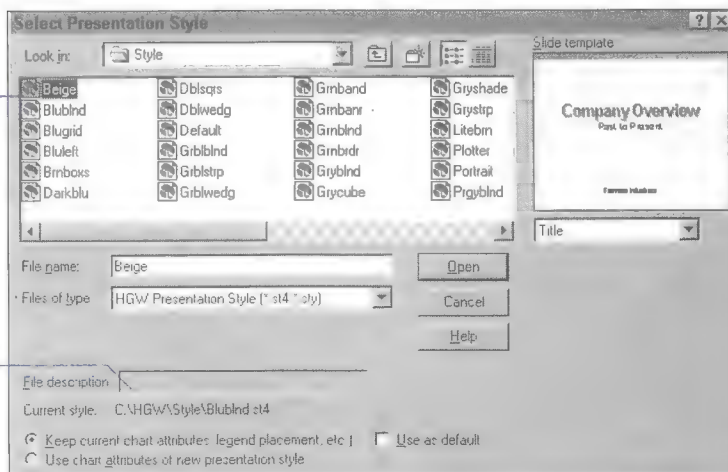 Select Presentation Style
Look in: Style
Slide template
Beige Dblsqrs Grnband Gryshade
Blublnd Dblwedg Grnbanr Grystrp
Blugrid Default Grnblnd Litebrn
Bluleft Grblblnd Grnbrdr Plotter
Brnboxs Grblstrp Gryblnd Portrait
Darkblu Grblwedg Grycube Prgyblnd
Company Overview
Past to Present
Title
File name: Beige Open
Files of type HGW Presentation Style (*.st4 *.sty) Cancel
Help
File description
Current style: C:\HGW\Style\Blublnd.st4
Keep current chart attributes, legend placement, etc.) Use as default
Use chart attributes of new presentation style